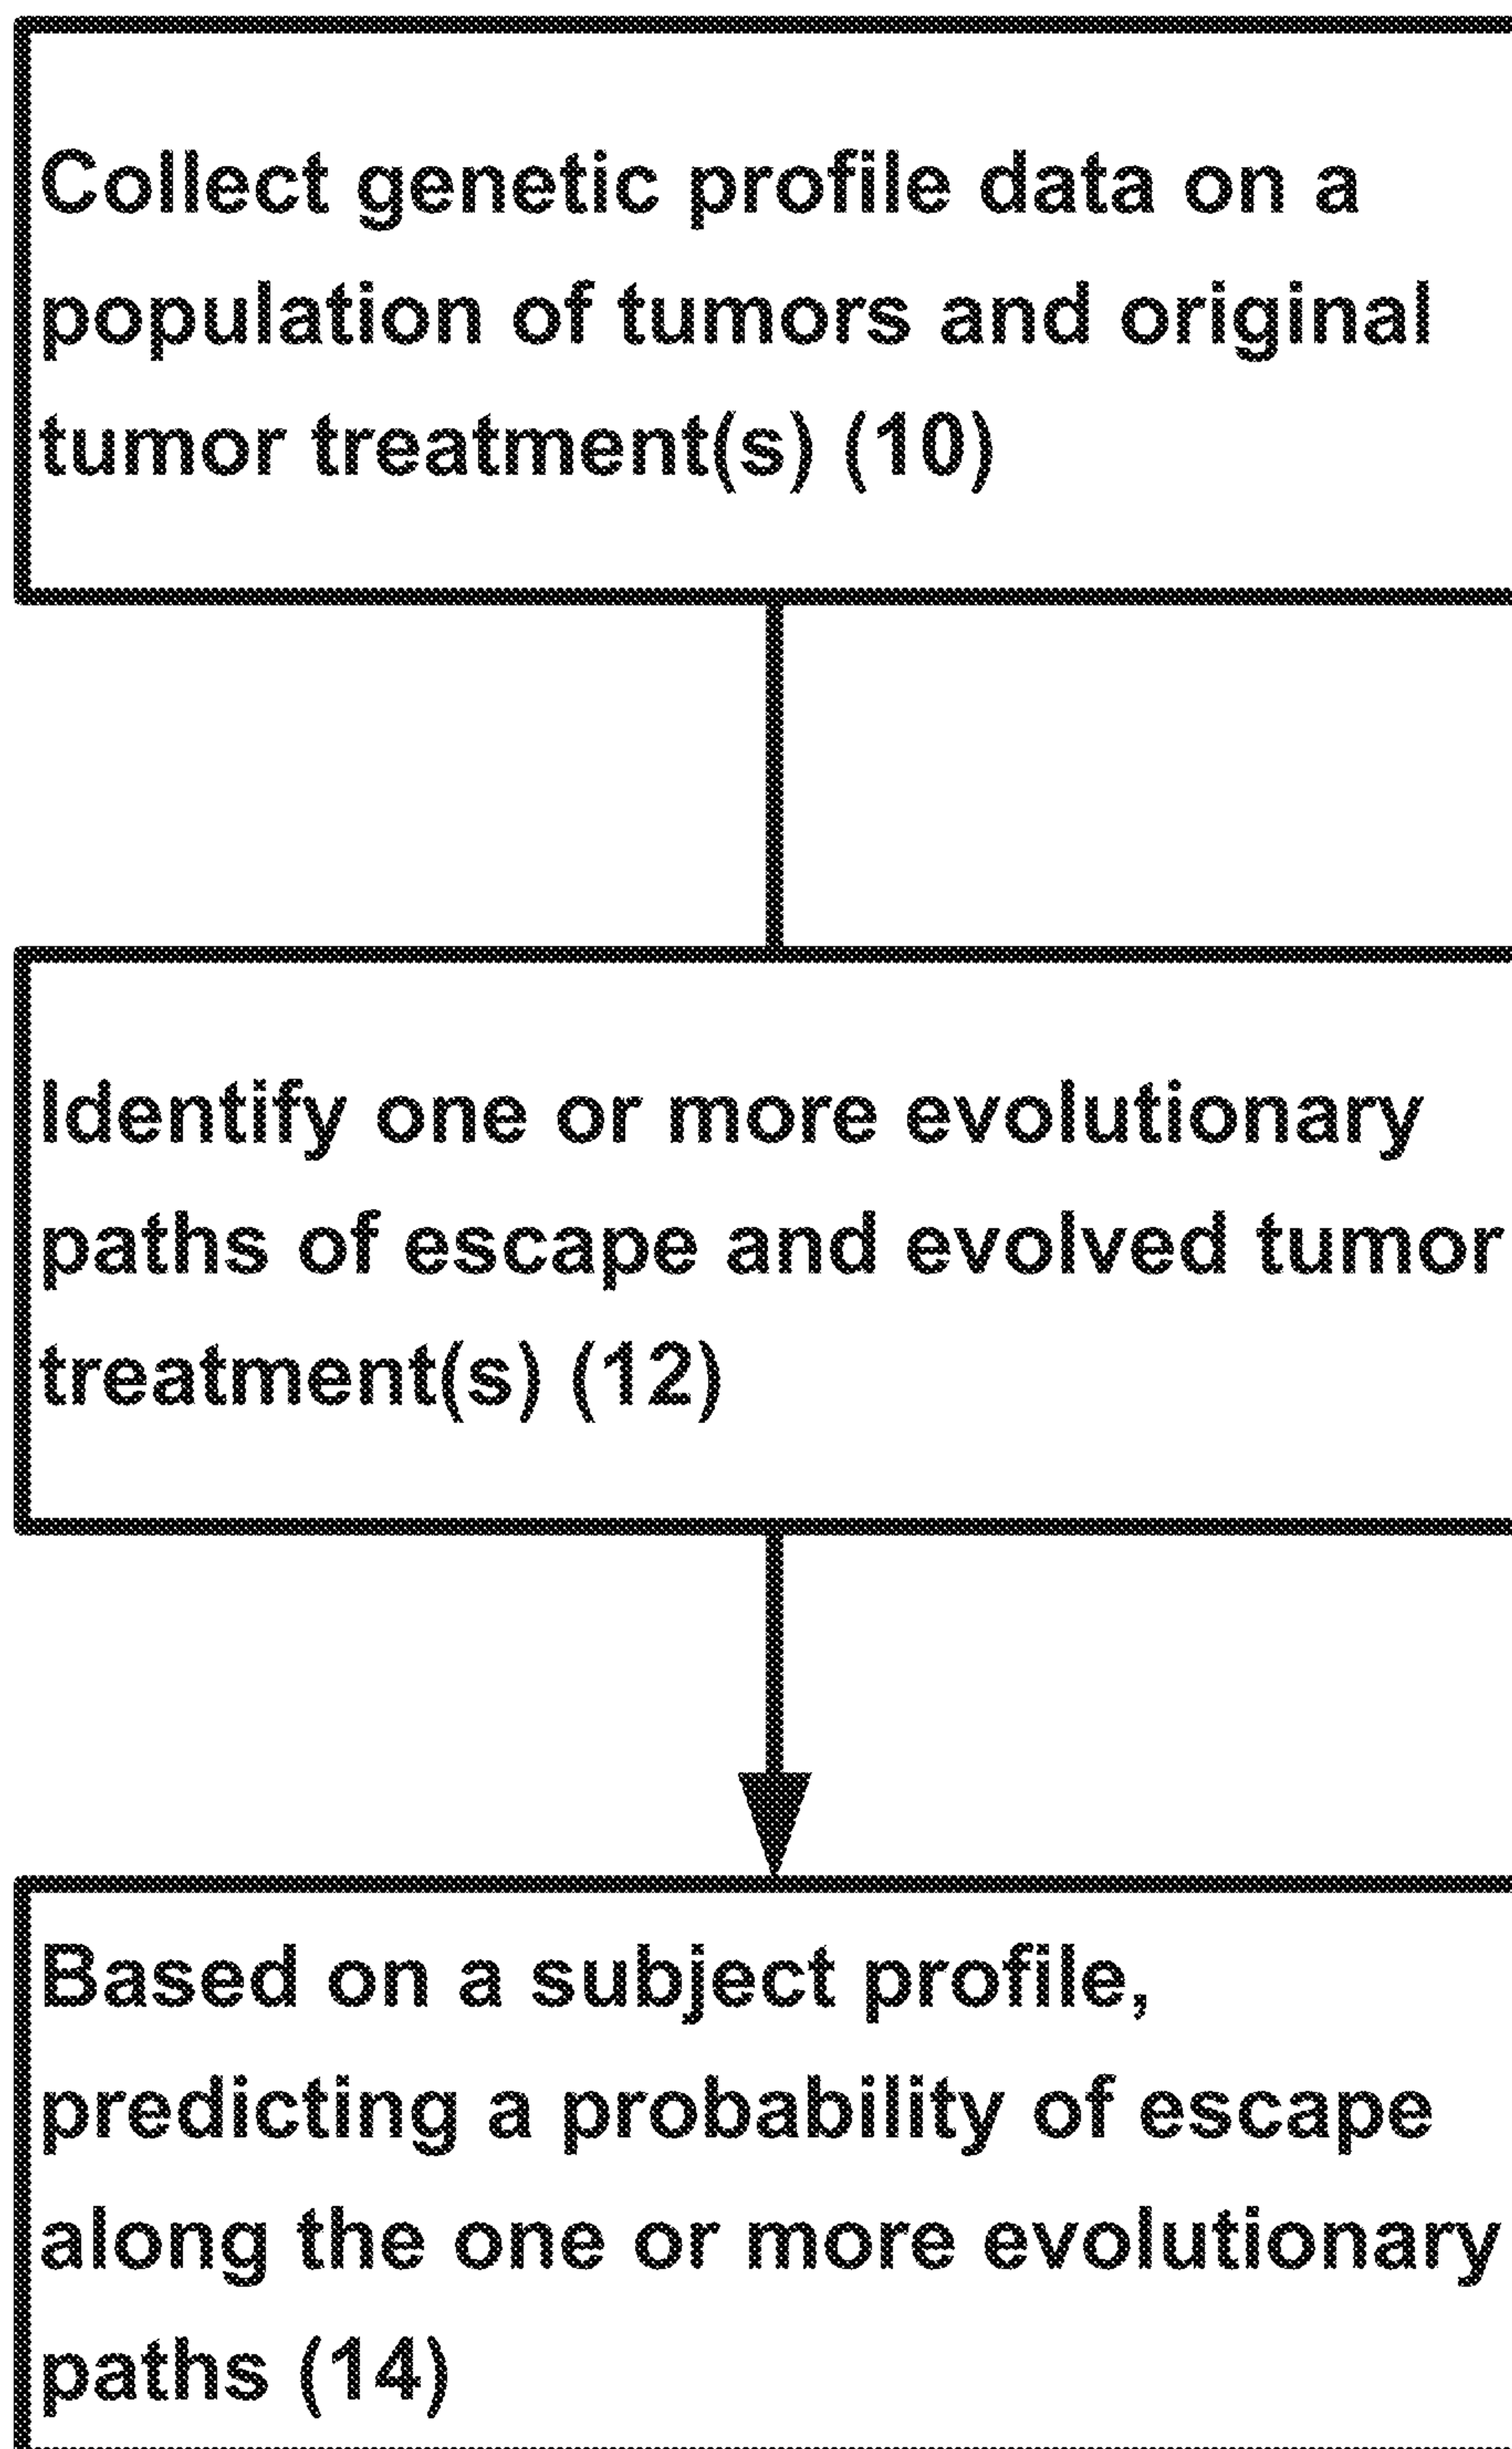 Collect genetic profile data on a
population of tumors and original
tumor treatment(s) (10)
Identify one or more evolutionary
paths of escape and evolved tumor
treatment(s) (12)
Based on a subject profile,
predicting a probability of escape
along the one or more evolutionary
paths (14)